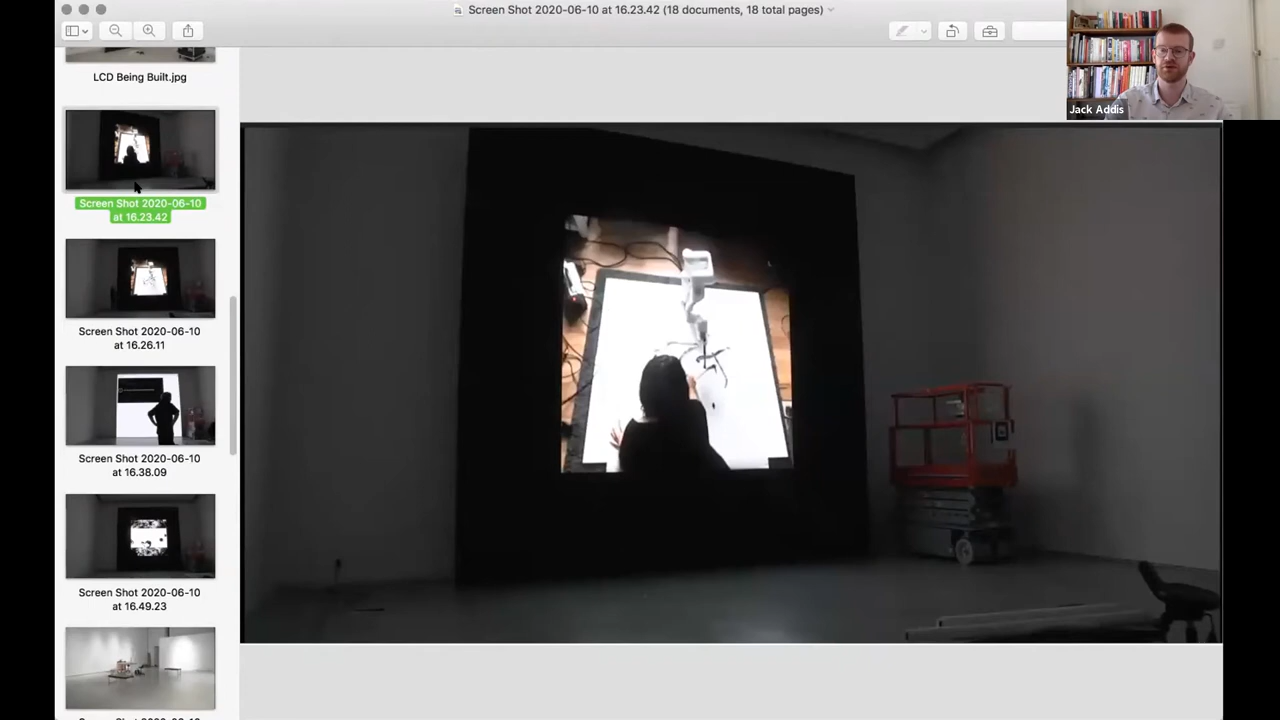 Screen Shot 2020-06-10 at 16.23.42 (18 documents, 18 total pages)
Jack Addis
LCD Being Built.jpg
Screen Shot 2020-06-10
at 16.23.42
Screen Shot 2020-06-10
at 16.26.11
Screen Shot 2020-06-10
at 16.38.09
Screen Shot 2020-06-10
at 16.49.23